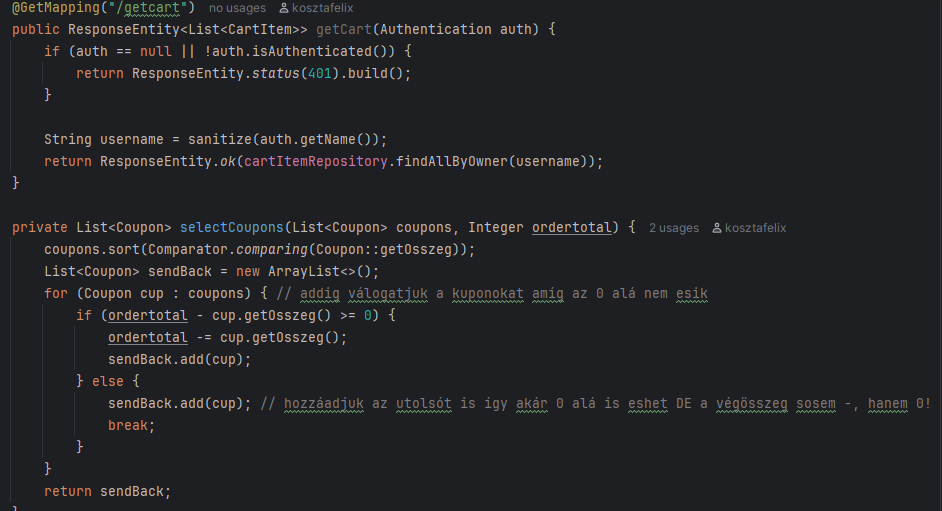 @GetMapping("/getcart") no usages kosztafelix
public ResponseEntity<List<CartItem>> getCart(Authentication auth) {
if (auth == null || !auth.isAuthenticated()) {
return ResponseEntity.status(401).build();
}
String username = sanitize(auth.getName());
return ResponseEntity.ok(cartItemRepository.findAllByOwner(username));
}
private List<Coupon> selectCoupons(List<Coupon> coupons, Integer ordertotal) { 2 usages kosztafelix
coupons.sort(Comparator.comparing(Coupon::getOsszeg));
List<Coupon> sendBack = new ArrayList<>();
for (Coupon cup : coupons) { // addig válogatjuk a kuponokat amíg az 0 alá nem esik
if (ordertotal - cup.getOsszeg() >= 0) {
ordertotal -= cup.getOsszeg();
sendBack.add(cup);
} else {
sendBack.add(cup); // hozzáadjuk az utolsót is így akár 0 alá is eshet DE a végösszeg sosem -, hanem 0!
break;
}
}
return sendBack;
}